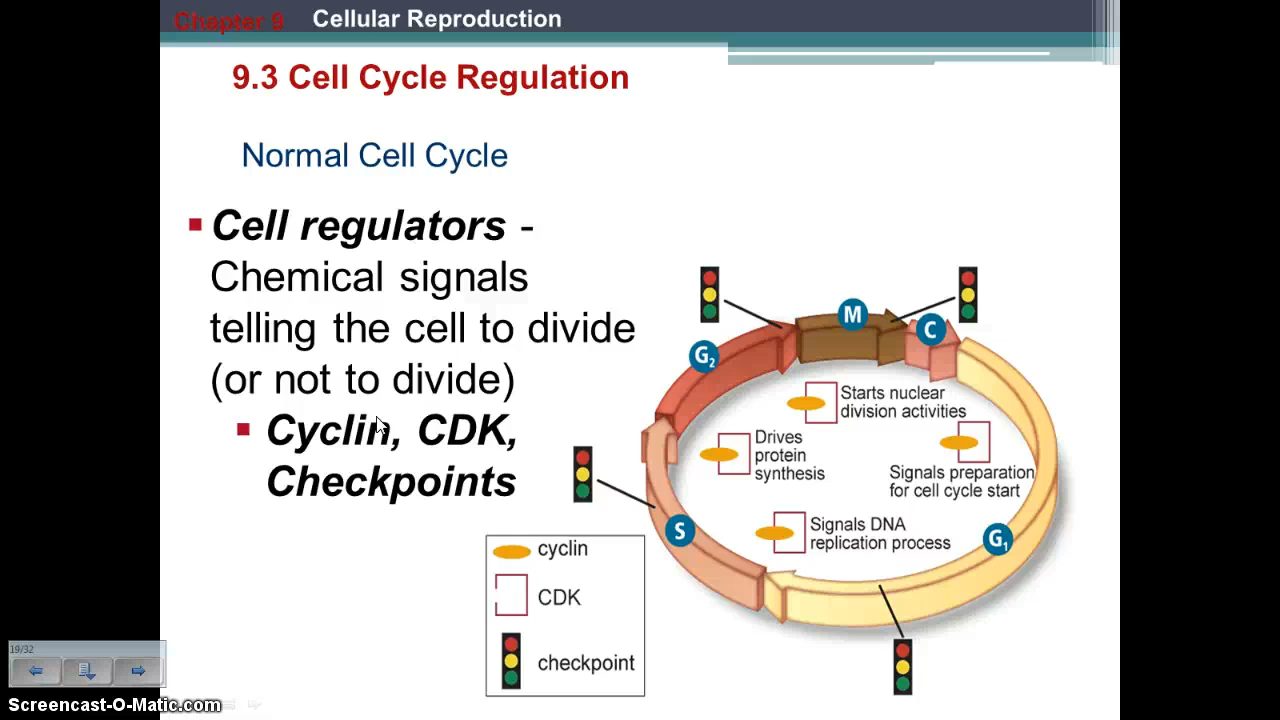 Chapter 9
Cellular Reproduction
9.3 Cell Cycle Regulation
Normal Cell Cycle
Cell regulators -
Chemical signals
telling the cell to divide
(or not to divide)
Cyclin, CDK,
Checkpoints
M
C
G2
S
G1
Starts nuclear
division activities
Drives
protein
synthesis
Signals preparation
for cell cycle start
Signals DNA
replication process
cyclin
CDK
checkpoint
19/32
Screencast-O-Matic.com